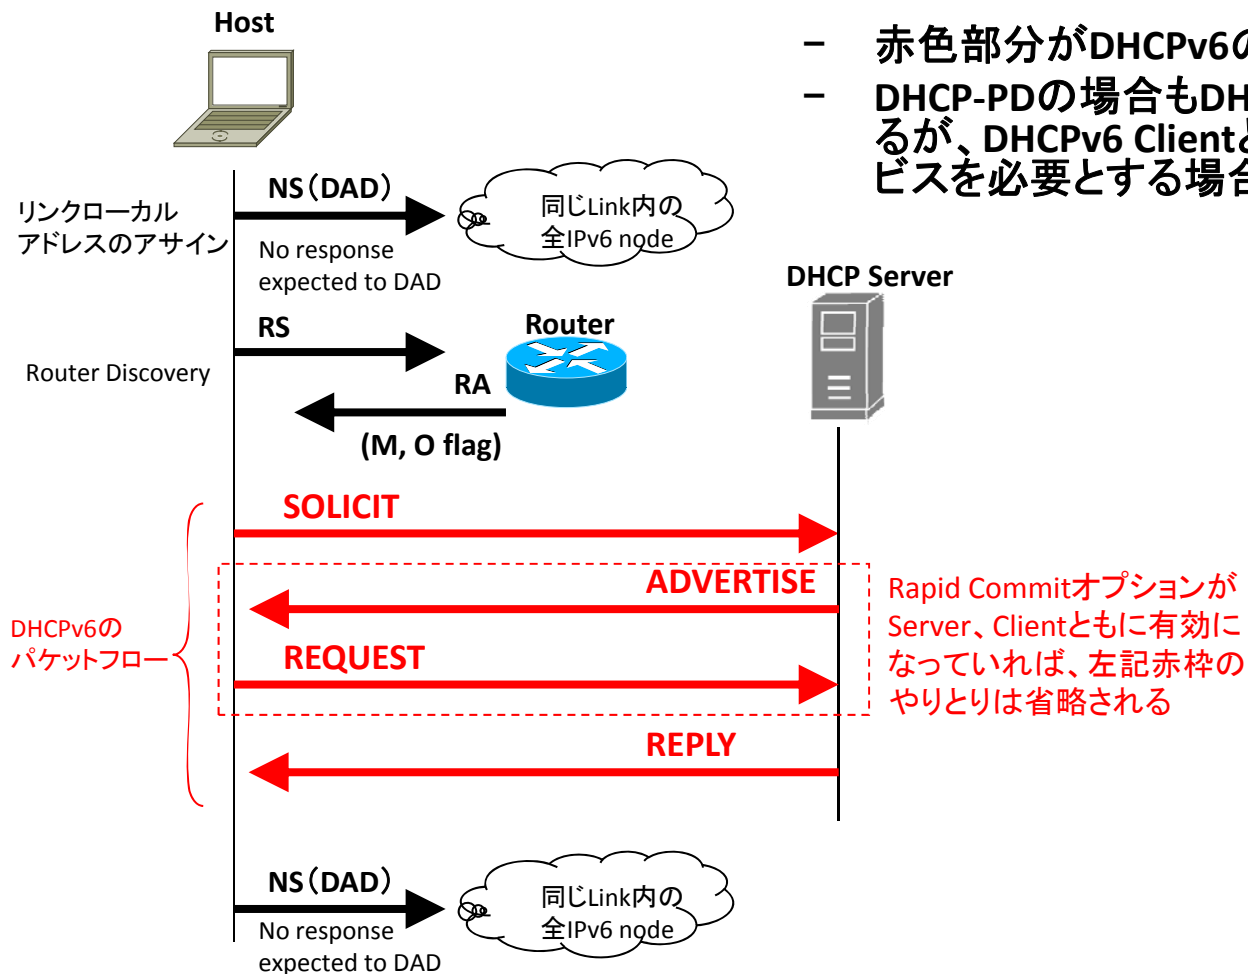 Host
– 赤色部分がDHCPv6の
– DHCP-PDの場合もDH
るが、DHCPv6 Clientと
ビスを必要とする場合
NS(DAD)
リンクローカル
アドレスのアサイン
No response
expected to DAD
同じLink内の
全IPv6 node
DHCP Server
RS
Router
Router Discovery
RA
(M, O flag)
SOLICIT
ADVERTISE
REQUEST
REPLY
DHCPv6の
パケットフロー
Rapid Commitオプションが
Server、Clientともに有効に
なっていれば、左記赤枠の
やりとりは省略される
NS(DAD)
No response
expected to DAD
同じLink内の
全IPv6 node